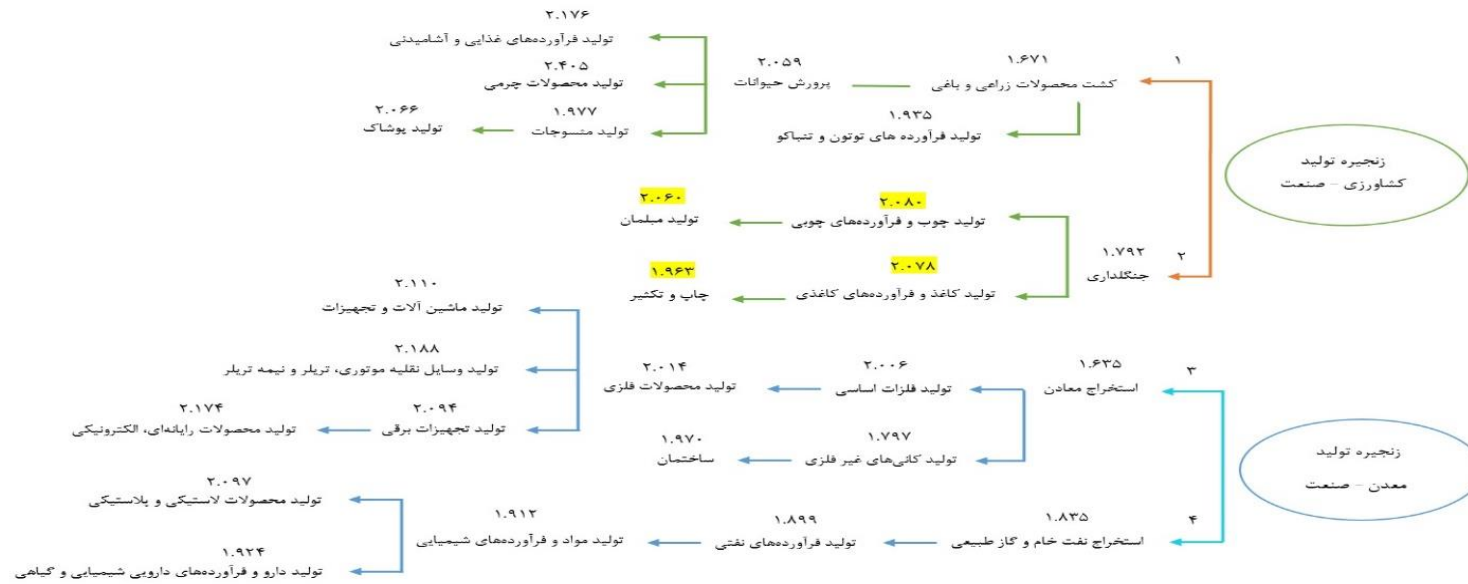 زنجیره تولید
کشاورزی - صنعت
۱
۱.۶۷۱
کشت محصولات زراعی و باغی
۲.۰۵۹
پرورش حیوانات
۲.۱۷۶
تولید فرآورده‌های غذایی و آشامیدنی
۲.۴۰۵
تولید محصولات چرمی
۱.۹۷۷
تولید منسوجات
۲.۰۶۶
تولید پوشاک
۱.۹۳۵
تولید فرآورده های توتون و تنباکو
۲
۱.۷۹۲
جنگلداری
۲.۰۸۰
تولید چوب و فرآورده‌های چوبی
۲.۰۶۰
تولید مبلمان
۲.۰۷۸
تولید کاغذ و فرآورده‌های کاغذی
۱.۹۶۳
چاپ و تکثیر
زنجیره تولید
معدن - صنعت
۳
۱.۶۳۵
استخراج معادن
۲.۰۰۶
تولید فلزات اساسی
۲.۰۱۴
تولید محصولات فلزی
۲.۱۱۰
تولید ماشین آلات و تجهیزات
۲.۱۸۸
تولید وسایل نقلیه موتوری، تریلر و نیمه تریلر
۲.۰۹۴
تولید تجهیزات برقی
۲.۱۷۴
تولید محصولات رایانه‌ای، الکترونیکی
۱.۷۹۷
تولید کانی‌های غیر فلزی
۱.۹۷۰
ساختمان
۴
۱.۸۳۵
استخراج نفت خام و گاز طبیعی
۱.۸۹۹
تولید فرآورده‌های نفتی
۱.۹۱۲
تولید مواد و فرآورده‌های شیمیایی
۲.۰۹۷
تولید محصولات لاستیکی و پلاستیکی
۱.۹۲۴
تولید دارو و فرآورده‌های دارویی شیمیایی و گیاهی